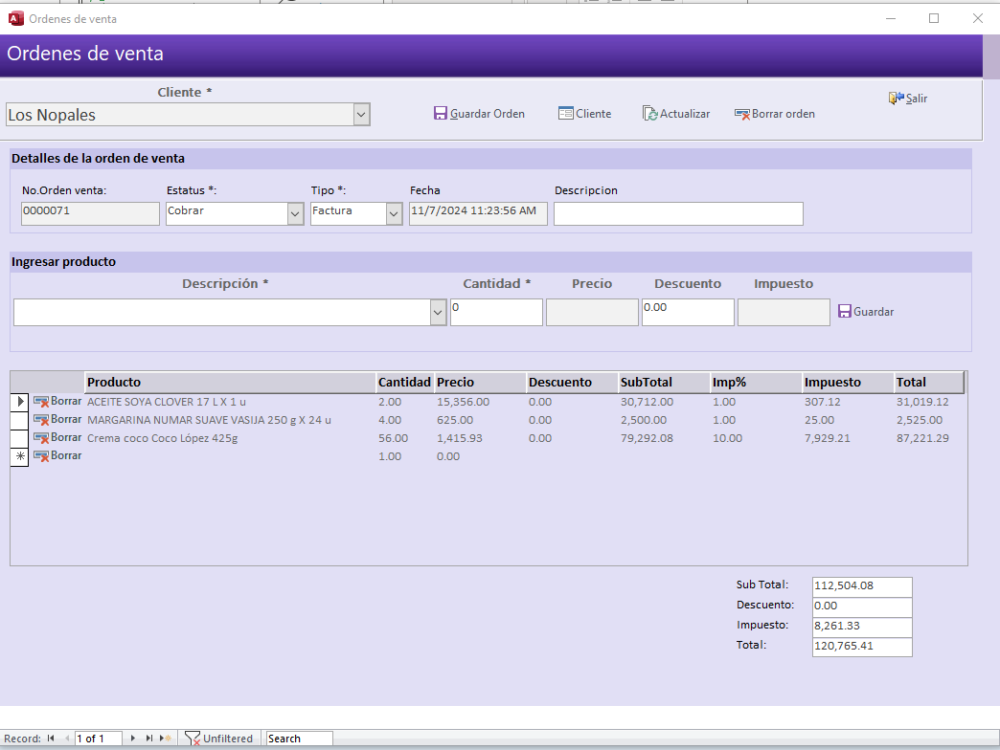 Ordenes de venta
Ordenes de venta
Cliente *
Los Nopales
Guardar Orden Cliente Actualizar Borrar orden Salir
Detalles de la orden de venta
No.Orden venta: Estatus *: Tipo *: Fecha Descripcion
0000071 Cobrar Factura 11/7/2024 11:23:56 AM
Ingresar producto
Descripción * Cantidad * Precio Descuento Impuesto
0 0.00 Guardar
Producto Cantidad Precio Descuento SubTotal Imp% Impuesto Total
Borrar ACEITE SOYA CLOVER 17 L X 1 u 2.00 15,356.00 0.00 30,712.00 1.00 307.12 31,019.12
Borrar MARGARINA NUMAR SUAVE VASIJA 250 g X 24 u 4.00 625.00 0.00 2,500.00 1.00 25.00 2,525.00
Borrar Crema coco Coco López 425g 56.00 1,415.93 0.00 79,292.08 10.00 7,929.21 87,221.29
Borrar 1.00 0.00
Sub Total: 112,504.08
Descuento: 0.00
Impuesto: 8,261.33
Total: 120,765.41
Record: 1 of 1 Unfiltered Search